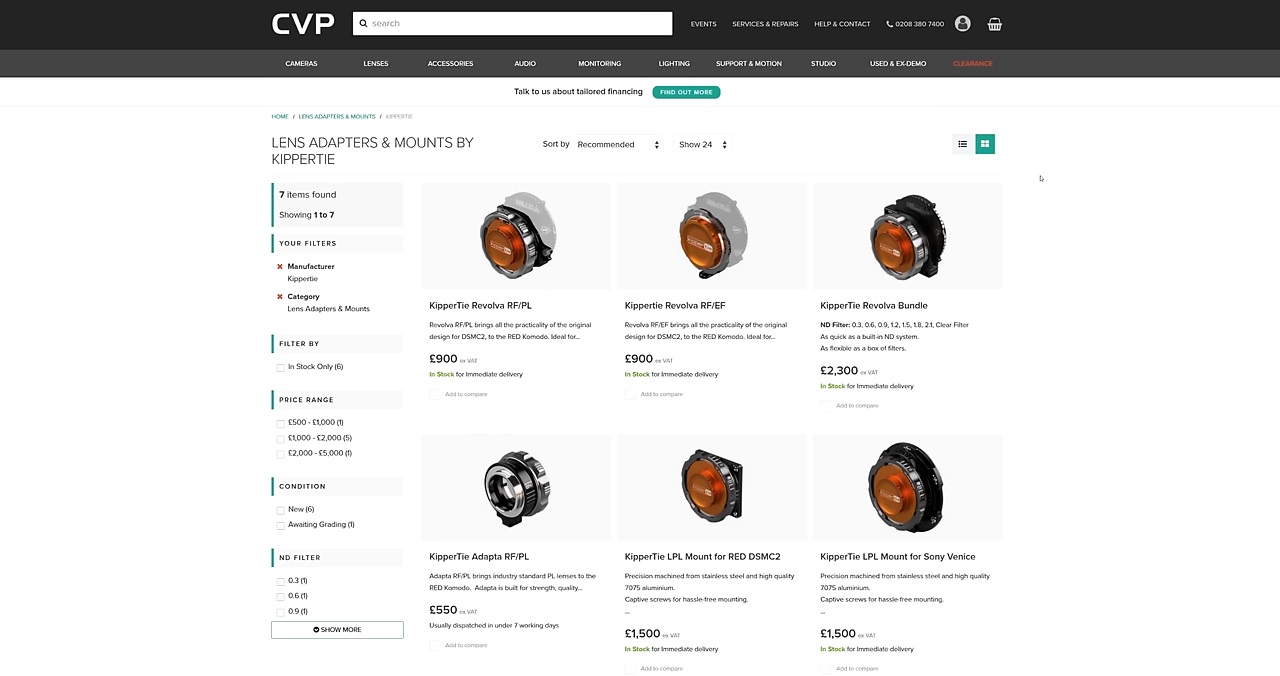 CVP
search
EVENTS
SERVICES & REPAIRS
HELP & CONTACT
0208 380 7400
CAMERAS
LENSES
ACCESSORIES
AUDIO
MONITORING
LIGHTING
SUPPORT & MOTION
STUDIO
USED & EX-DEMO
CLEARANCE
Talk to us about tailored financing
FIND OUT MORE
HOME / LENS ADAPTERS & MOUNTS / KIPPERTIE
LENS ADAPTERS & MOUNTS BY
KIPPERTIE
Sort by Recommended
Show 24
7 items found
Showing 1 to 7
YOUR FILTERS
Manufacturer
Kippertie
Category
Lens Adapters & Mounts
FILTER BY
In Stock Only (6)
PRICE RANGE
£500 - £1,000 (1)
£1,000 - £2,000 (5)
£2,000 - £5,000 (1)
CONDITION
New (6)
Awaiting Grading (1)
ND FILTER
0.3 (1)
0.6 (1)
0.9 (1)
SHOW MORE
KipperTie Revolva RF/PL
Revolva RF/PL brings all the practicality of the original
design for DSMC2, to the RED Komodo. Ideal for...
£900 ex VAT
In Stock for Immediate delivery
Add to compare
Kippertie Revolva RF/EF
Revolva RF/EF brings all the practicality of the original
design for DSMC2, to the RED Komodo. Ideal for...
£900 ex VAT
In Stock for Immediate delivery
Add to compare
KipperTie Revolva Bundle
ND Filter: 0.3, 0.6, 0.9, 1.2, 1.5, 1.8, 2.1, Clear Filter
As quick as a built-in ND system.
As flexible as a box of filters.
£2,300 ex VAT
In Stock for Immediate delivery
Add to compare
KipperTie Adapta RF/PL
Adapta RF/PL brings industry standard PL lenses to the
RED Komodo. Adapta is built for strength, quality...
£550 ex VAT
Usually dispatched in under 7 working days
Add to compare
KipperTie LPL Mount for RED DSMC2
Precision machined from stainless steel and high quality
7075 aluminium.
Captive screws for hassle-free mounting.
...
£1,500 ex VAT
In Stock for Immediate delivery
Add to compare
KipperTie LPL Mount for Sony Venice
Precision machined from stainless steel and high quality
7075 aluminium.
Captive screws for hassle-free mounting.
...
£1,500 ex VAT
In Stock for Immediate delivery
Add to compare